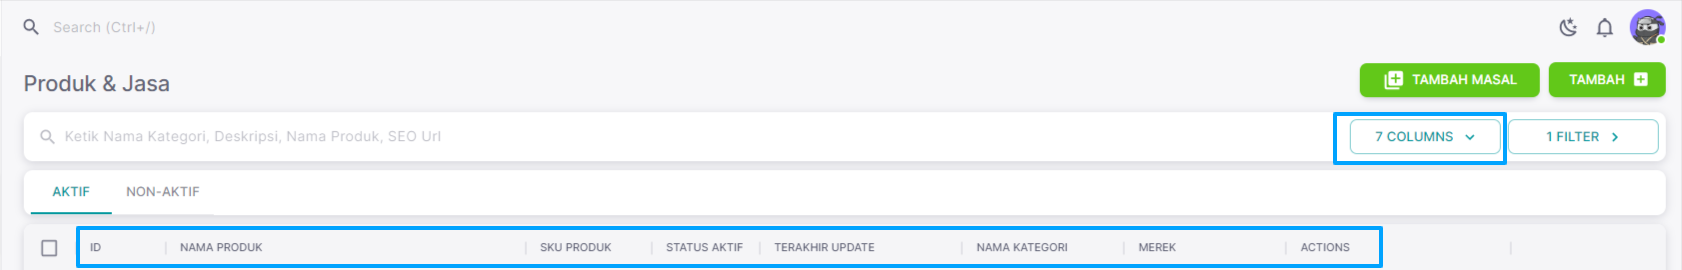 Search (Ctrl+/)
Produk & Jasa
TAMBAH MASAL
TAMBAH
Ketik Nama Kategori, Deskripsi, Nama Produk, SEO Url
7 COLUMNS
1 FILTER
AKTIF NON-AKTIF
ID NAMA PRODUK SKU PRODUK STATUS AKTIF TERAKHIR UPDATE NAMA KATEGORI MEREK ACTIONS